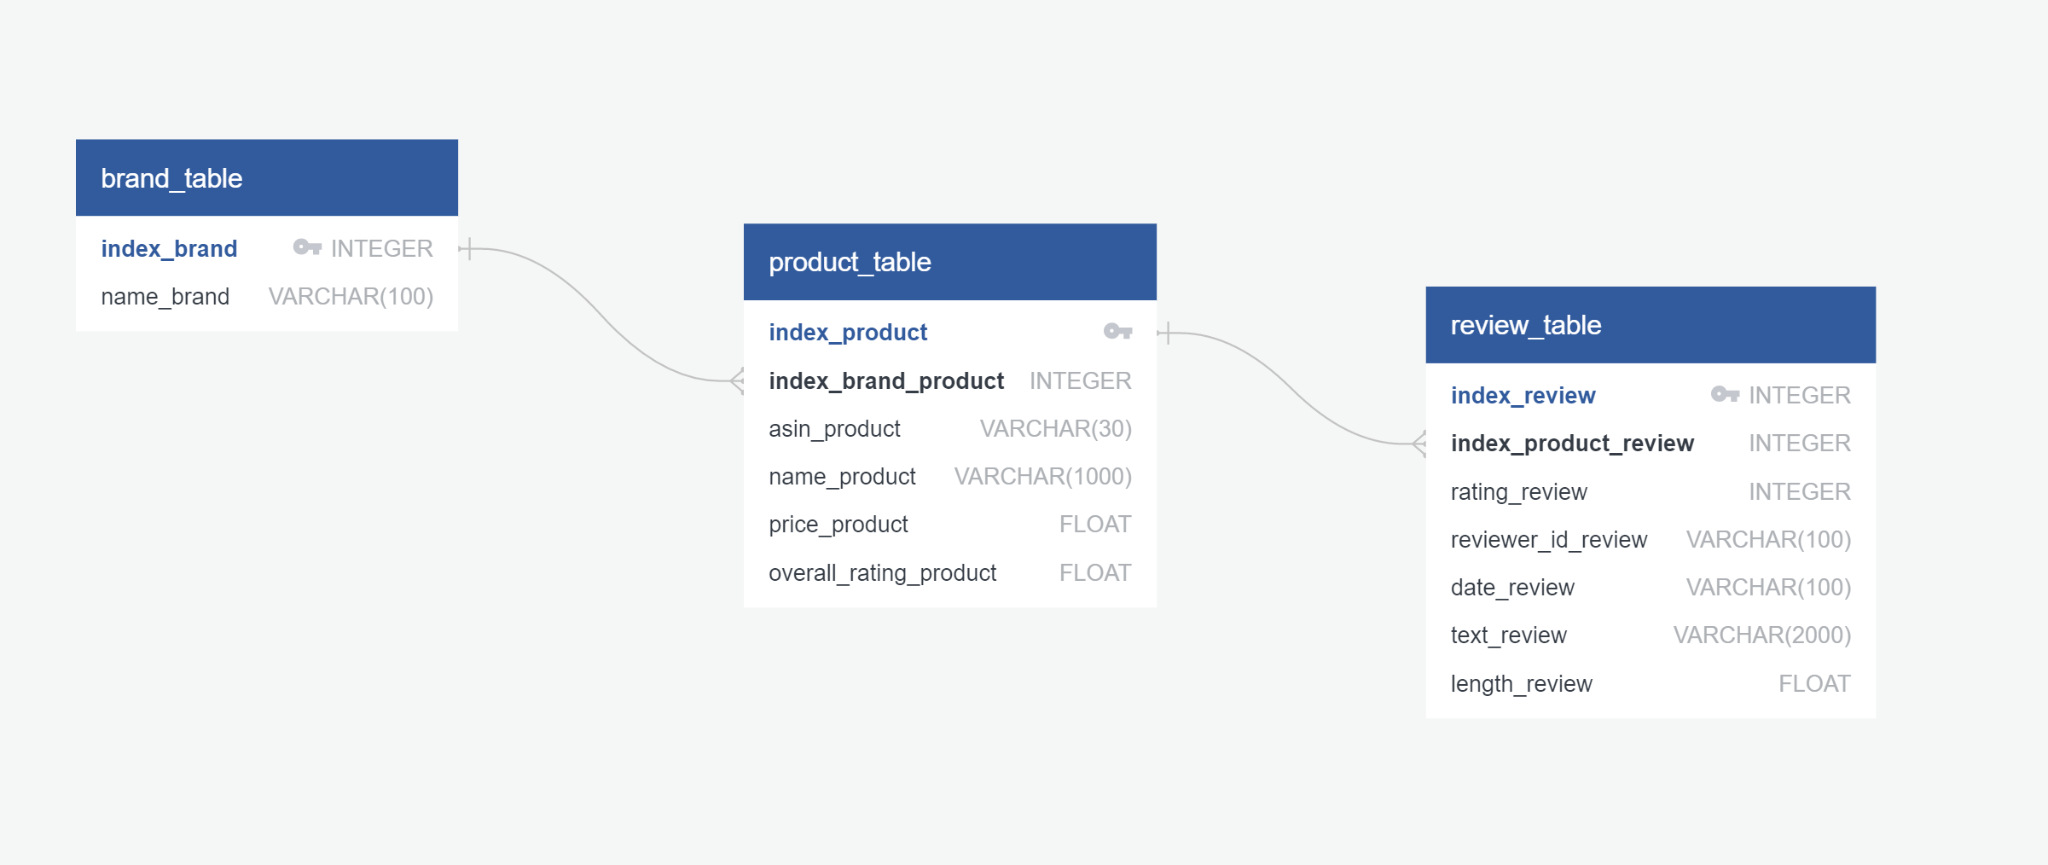 brand_table
index_brand INTEGER
name_brand VARCHAR(100)
product_table
index_product
index_brand_product INTEGER
asin_product VARCHAR(30)
name_product VARCHAR(1000)
price_product FLOAT
overall_rating_product FLOAT
review_table
index_review INTEGER
index_product_review INTEGER
rating_review INTEGER
reviewer_id_review VARCHAR(100)
date_review VARCHAR(100)
text_review VARCHAR(2000)
length_review FLOAT